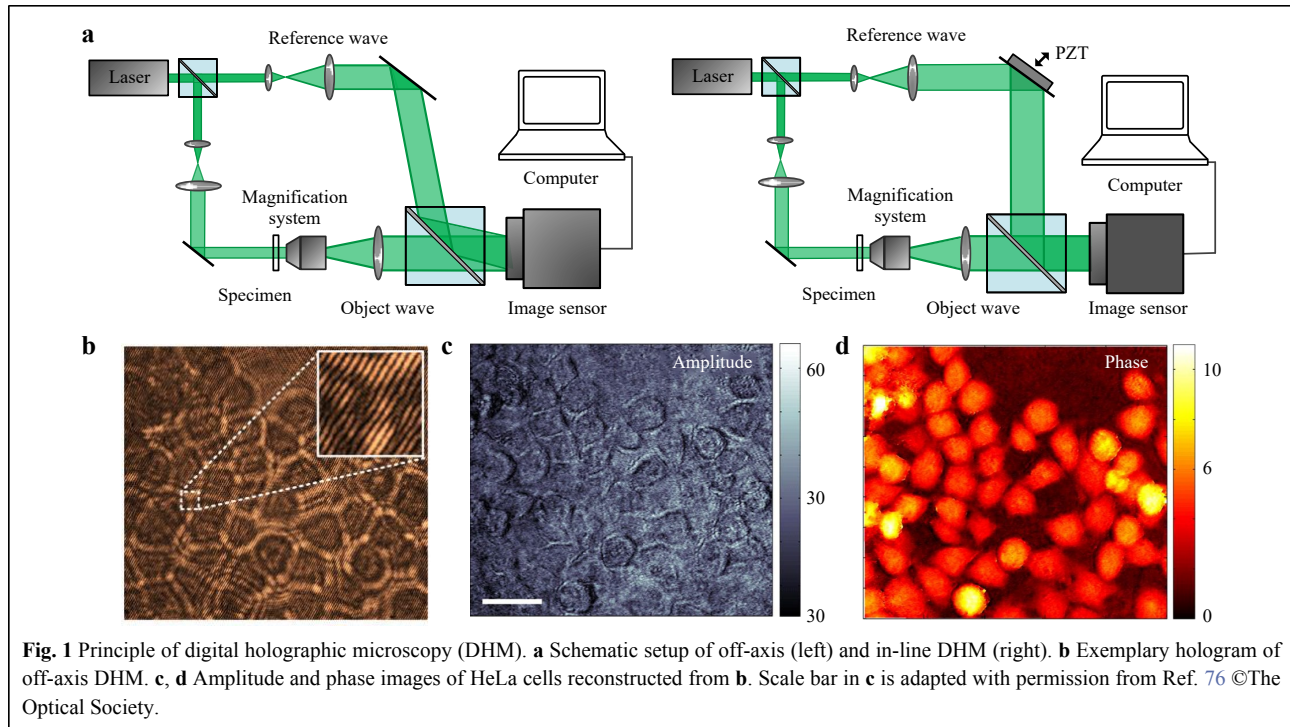 a
Reference wave
Laser
Computer
Magnification
system
Specimen
Object wave
Image sensor
Reference wave
PZT
Laser
Computer
Magnification
system
Specimen
Object wave
Image sensor
b
c
Amplitude
60
30
30
d
Phase
10
6
0
Fig. 1 Principle of digital holographic microscopy (DHM). a Schematic setup of off-axis (left) and in-line DHM (right). b Exemplary hologram of
off-axis DHM. c, d Amplitude and phase images of HeLa cells reconstructed from b. Scale bar in c is adapted with permission from Ref. 76 ©The
Optical Society.